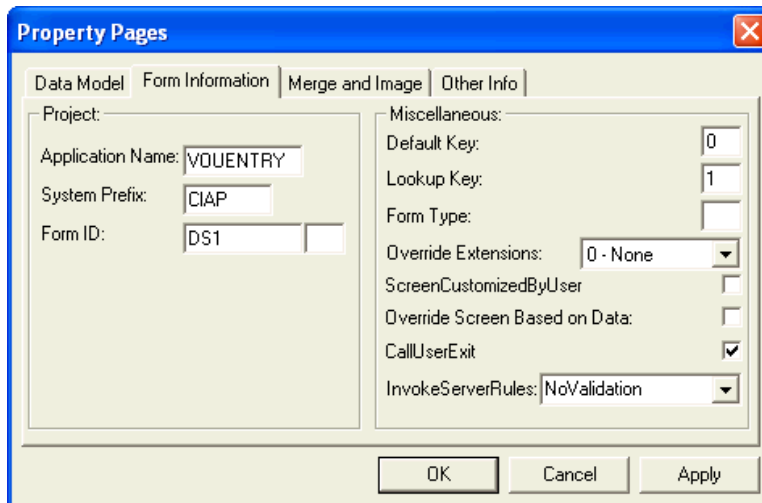 Property Pages
Data Model Form Information Merge and Image Other Info
Project:
Application Name: VOUENTRY
System Prefix: CIAP
Form ID: DS1
Miscellaneous:
Default Key: 0
Lookup Key: 1
Form Type:
Override Extensions: 0 - None
ScreenCustomizedByUser
Override Screen Based on Data:
CallUserExit
InvokeServerRules: NoValidation
OK Cancel Apply